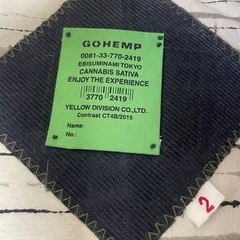 GOHEMP
0081-33-770-2419
EBISUMINAMI TOKYO
CANNABIS SATIVA
ENJOY THE EXPERIENCE
3770 2419
YELLOW DIVISION CO.,LTD.
Contrast CT4B/2015
Name:
No.:
2